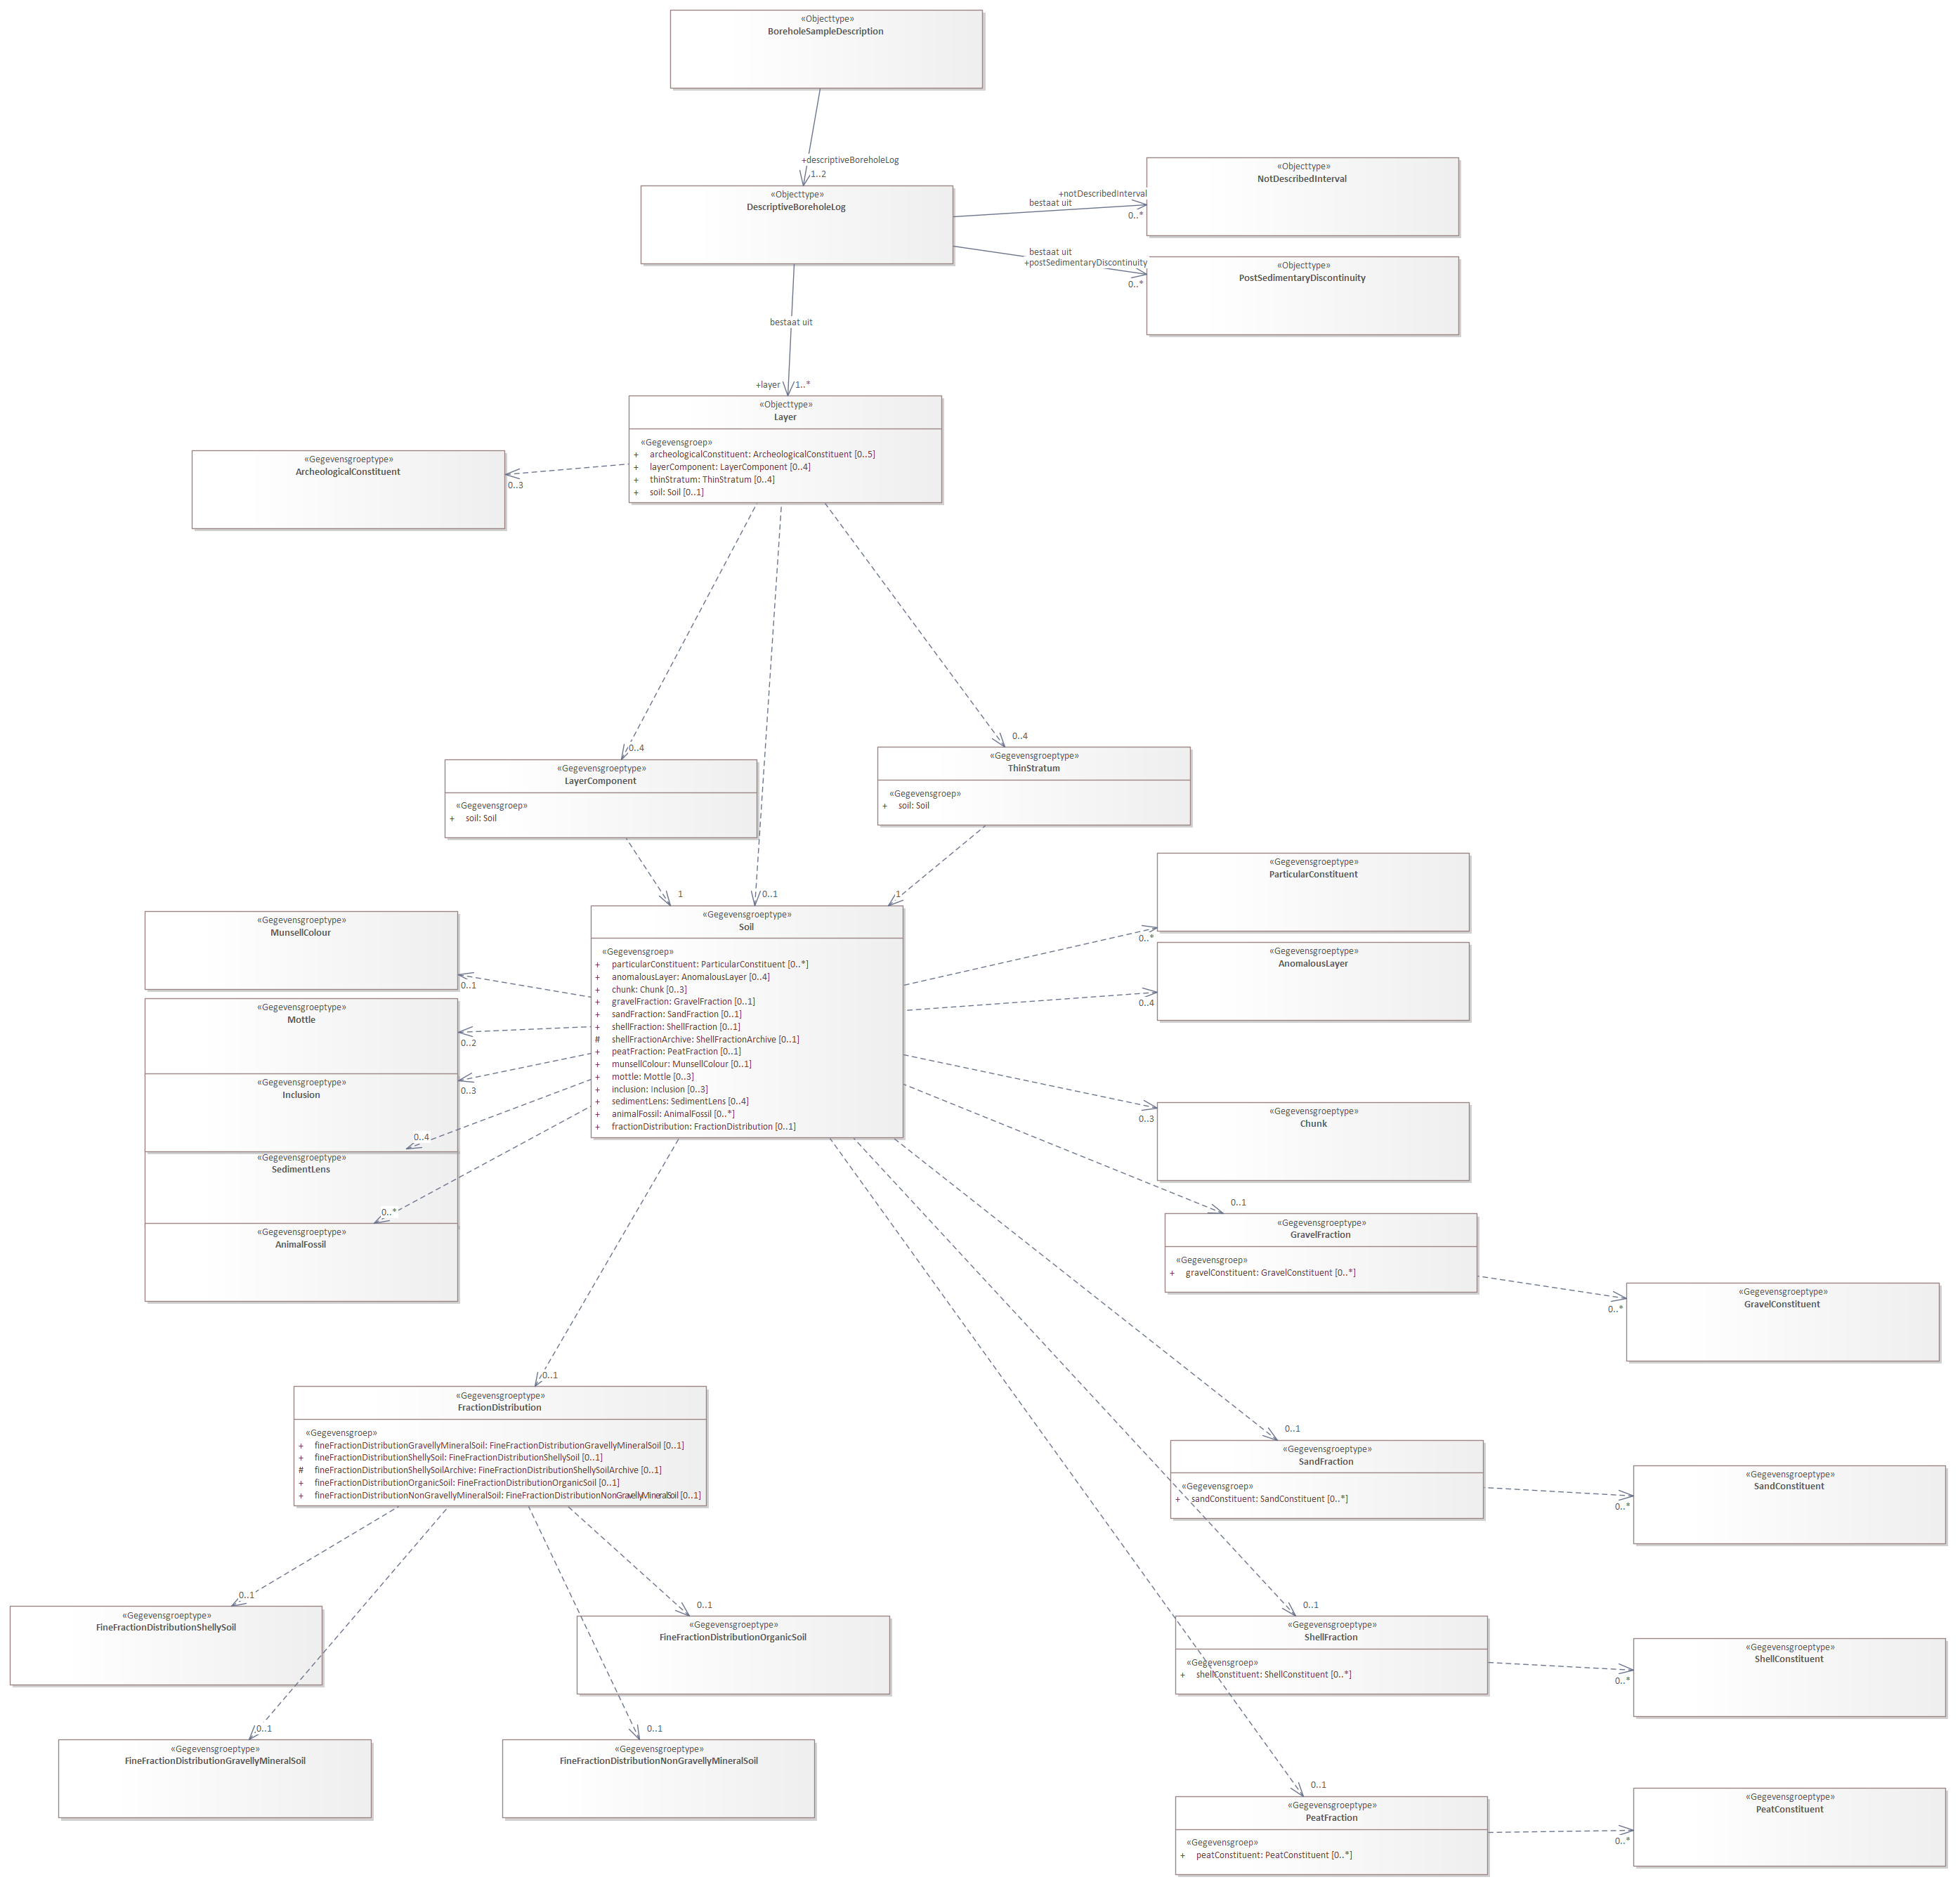 «Objecttype»
BoreholeSampleDescription
+descriptiveBoreholeLog
1..2
«Objecttype»
DescriptiveBoreholeLog
«Objecttype»
NotDescribedInterval
+notDescribedInterval
bestaat uit
0..*
bestaat uit
+postSedimentaryDiscontinuity
0..*
«Objecttype»
PostSedimentaryDiscontinuity
bestaat uit
+layer
1..*
«Objecttype»
Layer
«Gegevensgroep»
+ archeologicalConstituent: ArcheologicalConstituent [0..5]
+ layerComponent: LayerComponent [0..4]
+ thinStratum: ThinStratum [0..4]
+ soil: Soil [0..1]
«Gegevensgroeptype»
ArcheologicalConstituent
0..3
0..4
«Gegevensgroeptype»
LayerComponent
«Gegevensgroep»
+ soil: Soil
0..4
«Gegevensgroeptype»
ThinStratum
«Gegevensgroep»
+ soil: Soil
1
0..1
1
«Gegevensgroeptype»
Soil
«Gegevensgroep»
+ particularConstituent: ParticularConstituent [0..*]
+ anomalousLayer: AnomalousLayer [0..4]
+ chunk: Chunk [0..3]
+ gravelFraction: GravelFraction [0..1]
+ sandFraction: SandFraction [0..1]
+ shellFraction: ShellFraction [0..1]
# shellFractionArchive: ShellFractionArchive [0..1]
+ peatFraction: PeatFraction [0..1]
+ munsellColour: MunsellColour [0..1]
+ mottle: Mottle [0..3]
+ inclusion: Inclusion [0..3]
+ sedimentLens: SedimentLens [0..4]
+ animalFossil: AnimalFossil [0..*]
+ fractionDistribution: FractionDistribution [0..1]
«Gegevensgroeptype»
MunsellColour
0..1
«Gegevensgroeptype»
Mottle
0..2
«Gegevensgroeptype»
Inclusion
0..3
0..4
«Gegevensgroeptype»
SedimentLens
0..*
«Gegevensgroeptype»
AnimalFossil
«Gegevensgroeptype»
ParticularConstituent
0..*
«Gegevensgroeptype»
AnomalousLayer
0..4
«Gegevensgroeptype»
Chunk
0..3
0..1
«Gegevensgroeptype»
GravelFraction
«Gegevensgroep»
+ gravelConstituent: GravelConstituent [0..*]
«Gegevensgroeptype»
GravelConstituent
0..*
0..1
«Gegevensgroeptype»
FractionDistribution
«Gegevensgroep»
+ fineFractionDistributionGravellyMineralSoil: FineFractionDistributionGravellyMineralSoil [0..1]
+ fineFractionDistributionShellySoil: FineFractionDistributionShellySoil [0..1]
# fineFractionDistributionShellySoilArchive: FineFractionDistributionShellySoilArchive [0..1]
+ fineFractionDistributionOrganicSoil: FineFractionDistributionOrganicSoil [0..1]
+ fineFractionDistributionNonGravellyMineralSoil: FineFractionDistributionNonGravellyMineralSoil [0..1]
0..1
«Gegevensgroeptype»
SandFraction
«Gegevensgroep»
+ sandConstituent: SandConstituent [0..*]
«Gegevensgroeptype»
SandConstituent
0..*
0..1
«Gegevensgroeptype»
FineFractionDistributionShellySoil
0..1
«Gegevensgroeptype»
FineFractionDistributionOrganicSoil
0..1
«Gegevensgroeptype»
ShellFraction
«Gegevensgroep»
+ shellConstituent: ShellConstituent [0..*]
«Gegevensgroeptype»
ShellConstituent
0..*
0..1
«Gegevensgroeptype»
FineFractionDistributionGravellyMineralSoil
0..1
«Gegevensgroeptype»
FineFractionDistributionNonGravellyMineralSoil
0..1
«Gegevensgroeptype»
PeatFraction
«Gegevensgroep»
+ peatConstituent: PeatConstituent [0..*]
«Gegevensgroeptype»
PeatConstituent
0..*